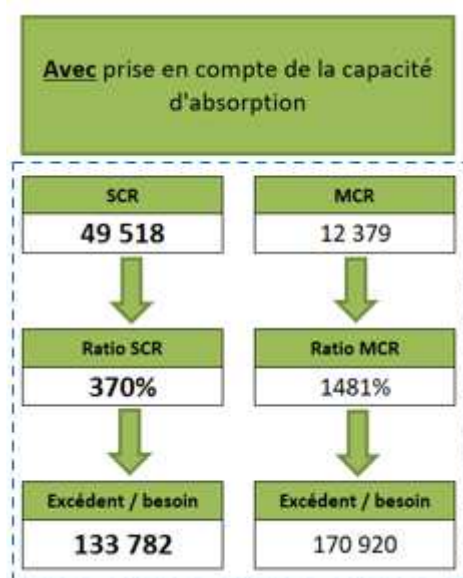 Avec prise en compte de la capacité
d'absorption
SCR
49 518
MCR
12 379
Ratio SCR
370%
Ratio MCR
1481%
Excédent / besoin
133 782
Excédent / besoin
170 920